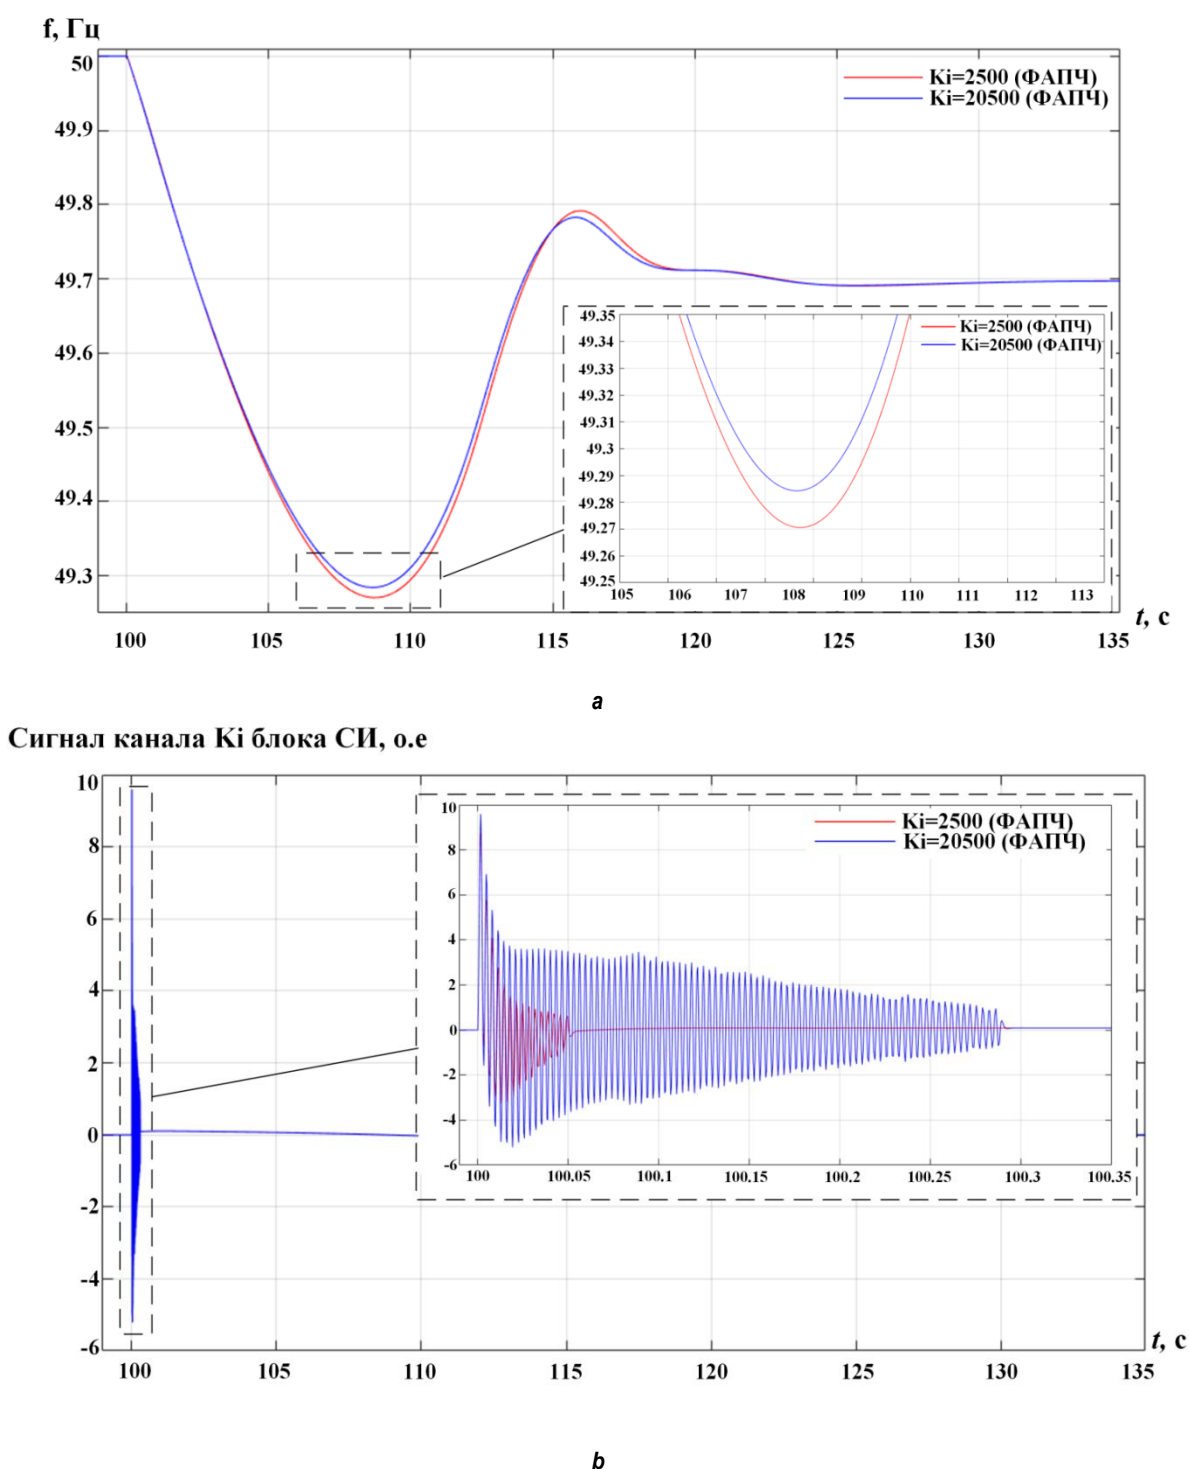 f, Гц
50
49.9
49.8
49.7
49.6
49.5
49.4
49.3
Ki=2500 (ФАПЧ)
Ki=20500 (ФАПЧ)
49.35
49.34
49.33
49.32
49.31
49.3
49.29
49.28
49.27
49.26
49.25
Ki=2500 (ФАПЧ)
Ki=20500 (ФАПЧ)
105 106 107 108 109 110 111 112 113
t, с
100 105 110 115 120 125 130 135
a
Сигнал канала Ki блока СИ, о.е
10
8
6
4
2
0
-2
-4
-6
10
8
6
4
2
0
-2
-4
-6
Ki=2500 (ФАПЧ)
Ki=20500 (ФАПЧ)
100 100.05 100.1 100.15 100.2 100.25 100.3 100.35
t, с
100 105 110 115 120 125 130 135
b